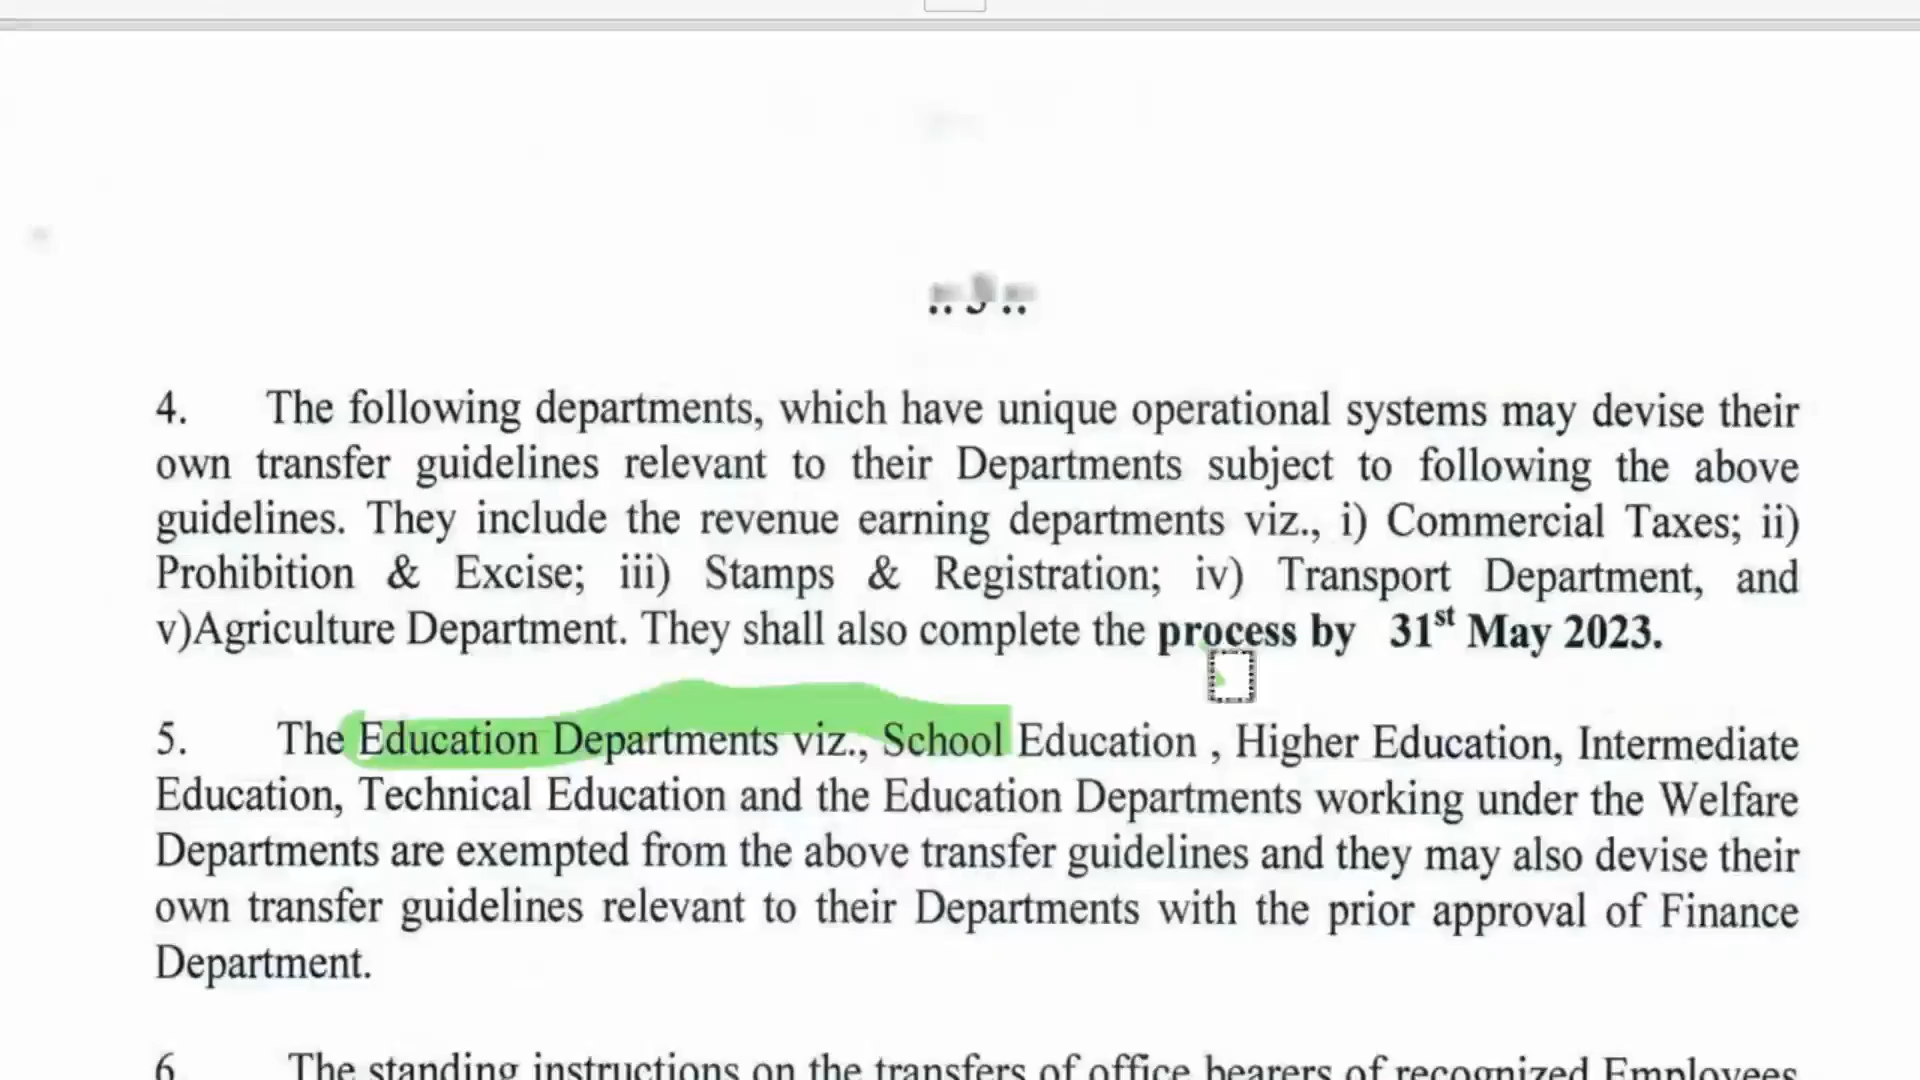 4. The following departments, which have unique operational systems may devise their
own transfer guidelines relevant to their Departments subject to following the above
guidelines. They include the revenue earning departments viz., i) Commercial Taxes; ii)
Prohibition & Excise; iii) Stamps & Registration; iv) Transport Department, and
v)Agriculture Department. They shall also complete the process by 31st May 2023.
5. The Education Departments viz., School Education , Higher Education, Intermediate
Education, Technical Education and the Education Departments working under the Welfare
Departments are exempted from the above transfer guidelines and they may also devise their
own transfer guidelines relevant to their Departments with the prior approval of Finance
Department.
6. The standing instructions on the transfers of office bearers of recognized Employees